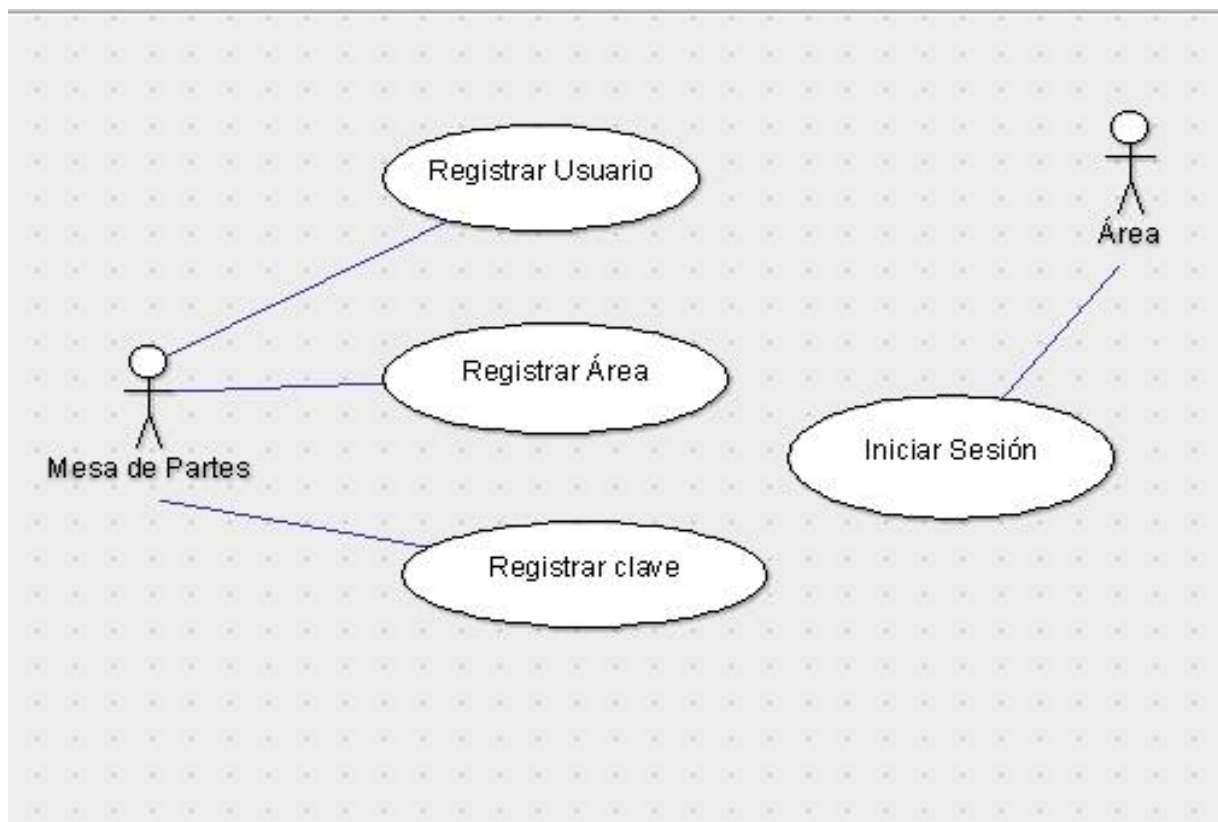 Registrar Usuario
Área
Registrar Área
Iniciar Sesión
Mesa de Partes
Registrar clave